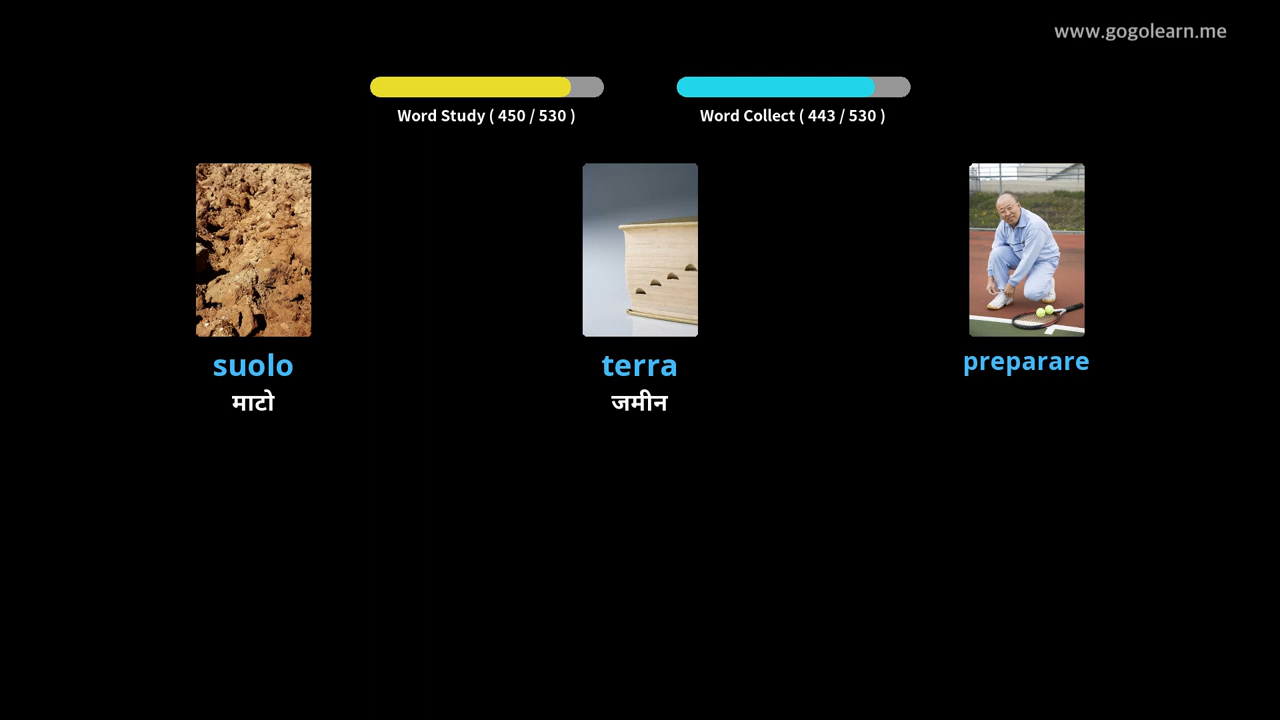 www.gogolearn.me
Word Study ( 450 / 530 )
Word Collect ( 443 / 530 )
suolo
terra
preparare
माटो
जमीन